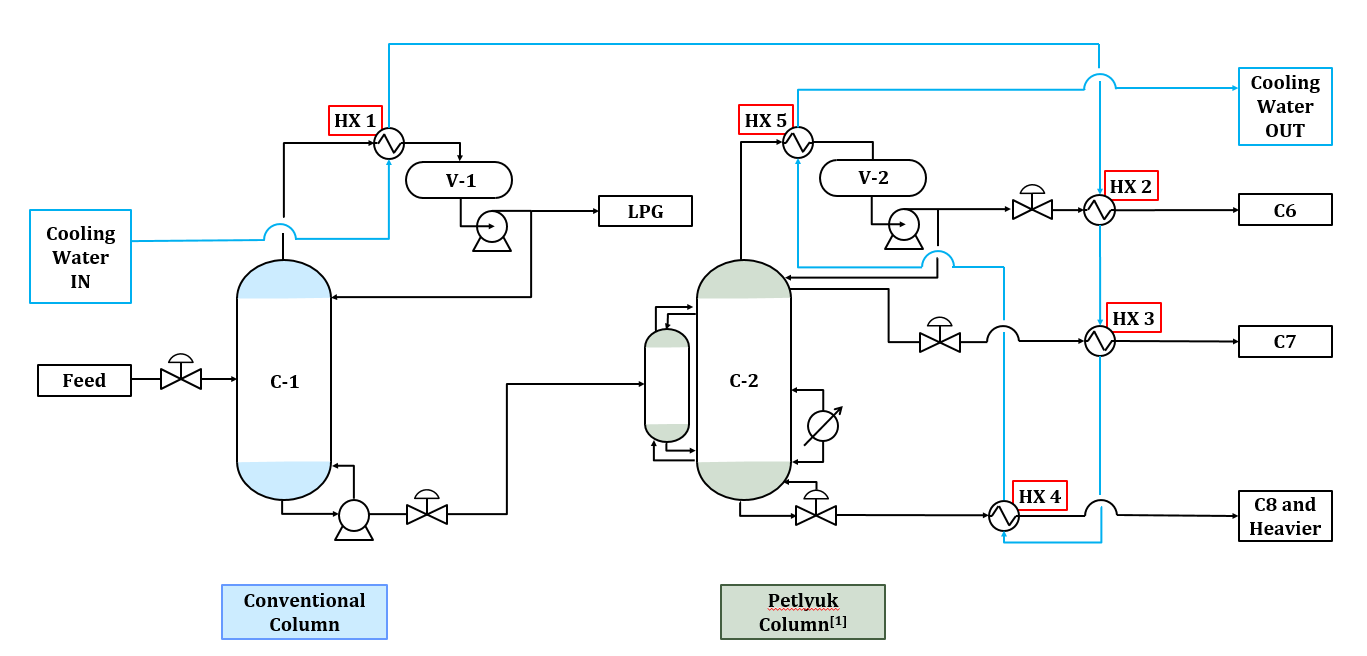 HX 1
HX 5
Cooling
Water
OUT
V-1
V-2
HX 2
LPG
C6
Cooling
Water
IN
HX 3
C7
Feed
C-1
C-2
HX 4
C8 and
Heavier
Conventional
Column
Petlyuk
Column[1]